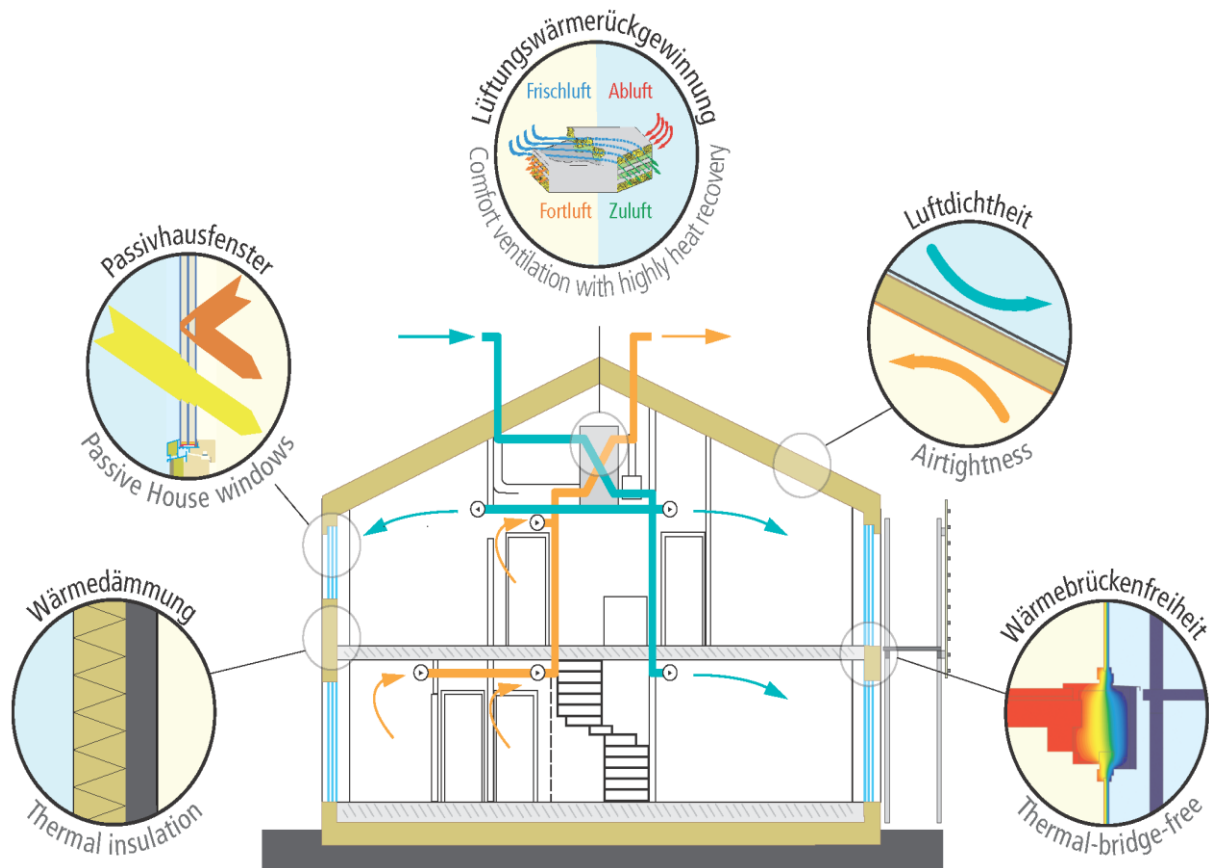 Lüftungswärmerückgewinnung
Frischluft Abluft
Fortluft Zuluft
Comfort ventilation with highly heat recovery
Passivhausfenster
Passive House windows
Luftdichtheit
Airtightness
Wärmedämmung
Thermal insulation
Wärmebrückenfreiheit
Thermal-bridge-free